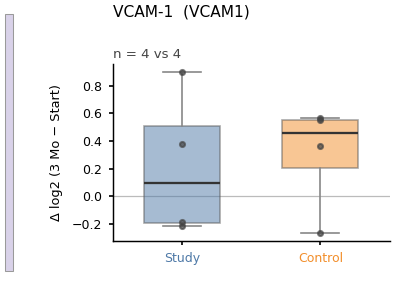 VCAM-1 (VCAM1)
n = 4 vs 4
Δ log2 (3 Mo − Start)
0.8
0.6
0.4
0.2
0.0
−0.2
Study
Control